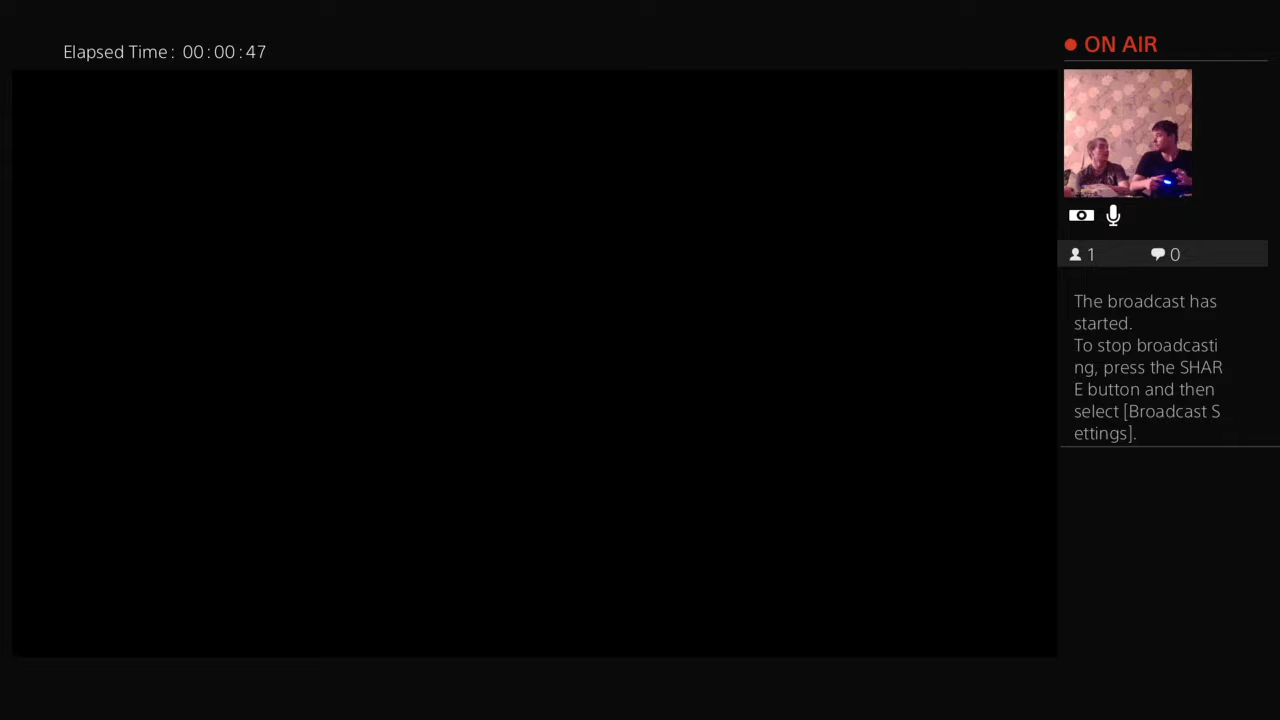 Elapsed Time: 00:00:47
ON AIR
1 0
The broadcast has
started.
To stop broadcasti
ng, press the SHAR
E button and then
select [Broadcast S
ettings].